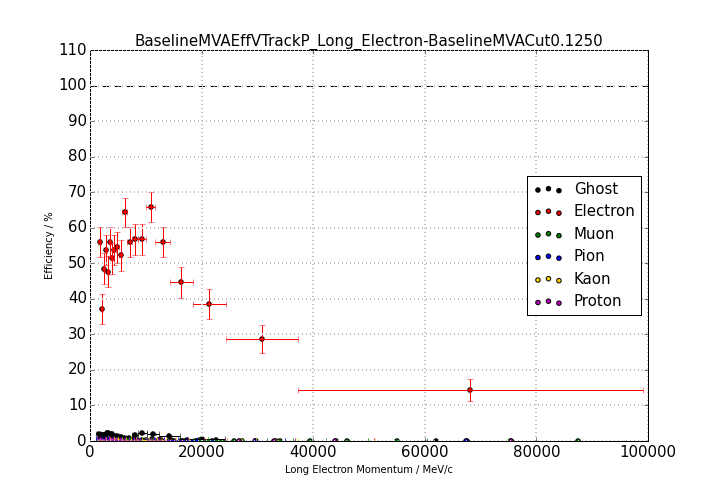 BaselineMVAEffVTrackP_Long_Electron-BaselineMVACut0.1250
110
100
90
80
70
60
50
40
30
20
10
0
Efficiency / %
Ghost
Electron
Muon
Pion
Kaon
Proton
0 20000 40000 60000 80000 100000
Long Electron Momentum / MeV/c